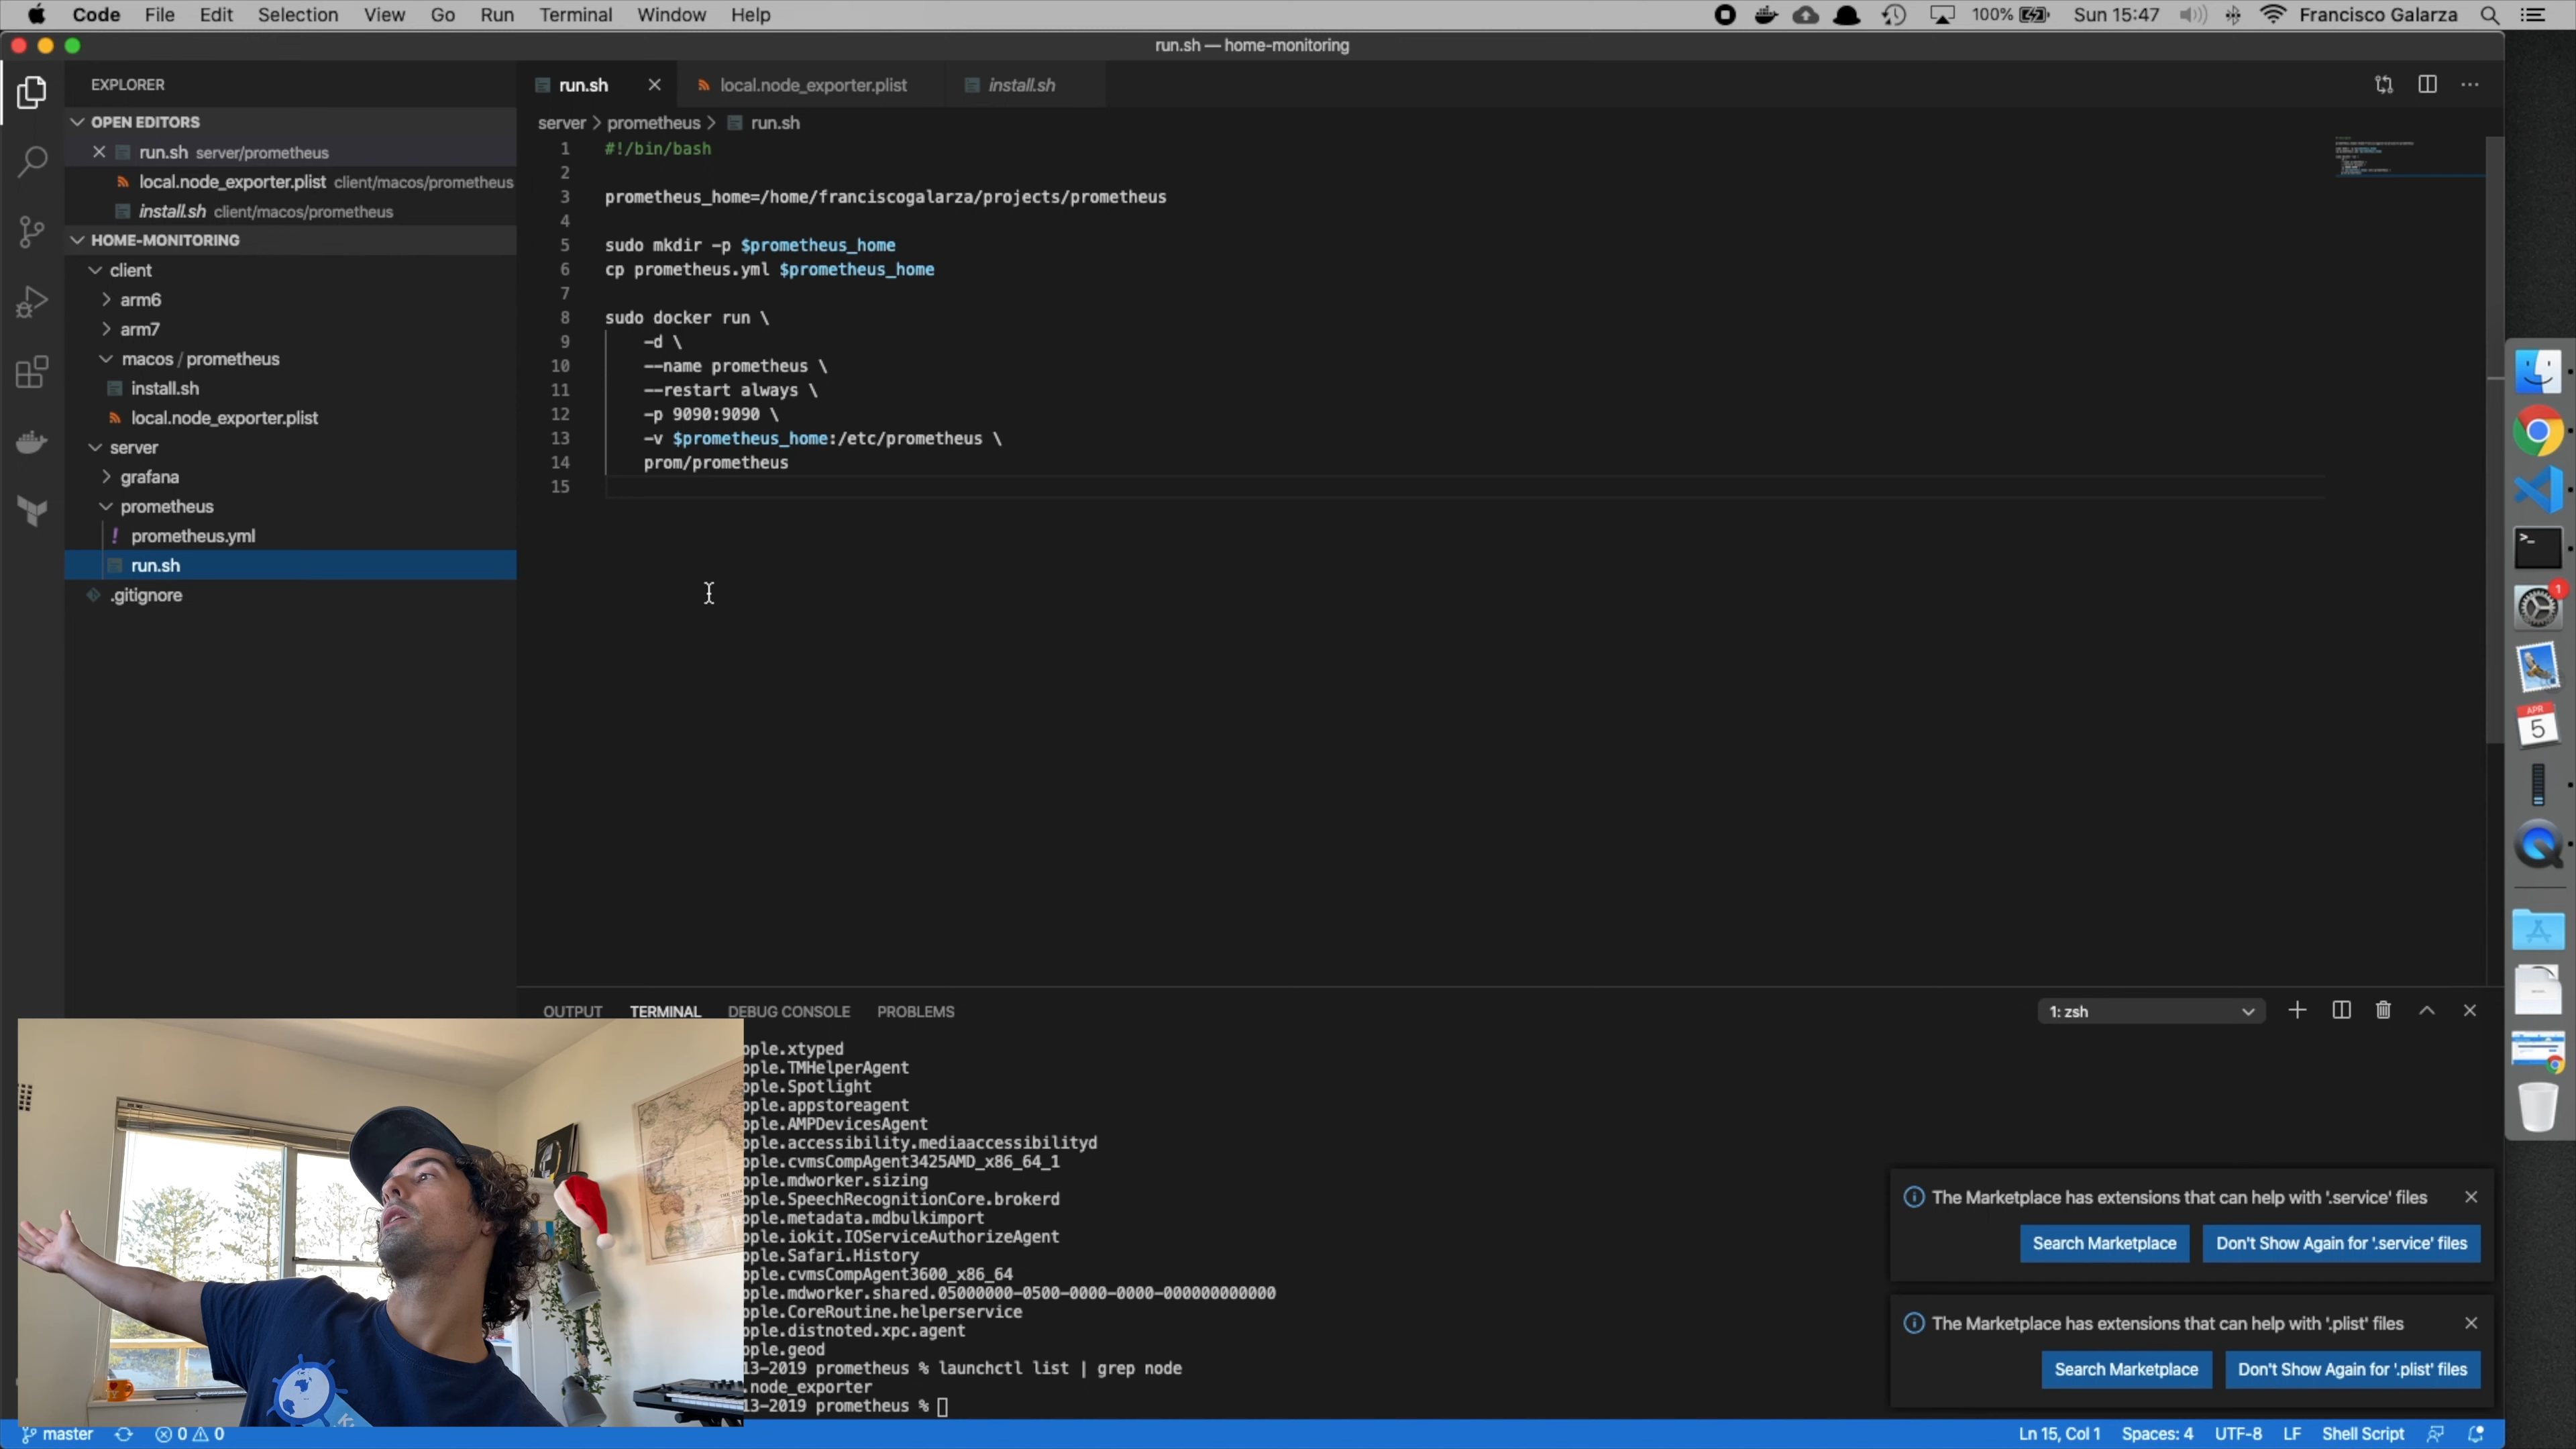 Code File Edit Selection View Go Run Terminal Window Help
100% Sun 15:47 Francisco Galarza
run.sh — home-monitoring
EXPLORER
OPEN EDITORS
run.sh server/prometheus
local.node_exporter.plist client/macos/prometheus
install.sh client/macos/prometheus
HOME-MONITORING
client
arm6
arm7
macos / prometheus
install.sh
local.node_exporter.plist
server
grafana
prometheus
! prometheus.yml
run.sh
.gitignore
run.sh local.node_exporter.plist install.sh
server > prometheus > run.sh
1 #!/bin/bash
2
3 prometheus_home=/home/franciscogalarza/projects/prometheus
4
5 sudo mkdir -p $prometheus_home
6 cp prometheus.yml $prometheus_home
7
8 sudo docker run \
9 -d \
10 --name prometheus \
11 --restart always \
12 -p 9090:9090 \
13 -v $prometheus_home:/etc/prometheus \
14 prom/prometheus
15
1
APR
5
OUTPUT TERMINAL DEBUG CONSOLE PROBLEMS
1: zsh
pple.xtyped
pple.TMHelperAgent
pple.Spotlight
pple.appstoreagent
pple.AMPDevicesAgent
pple.accessibility.mediaaccessibilityd
pple.cvmsCompAgent3425AMD_x86_64_1
pple.mdworker.sizing
pple.SpeechRecognitionCore.brokerd
pple.metadata.mdbulkimport
pple.iokit.IOServiceAuthorizeAgent
pple.Safari.History
pple.cvmsCompAgent3600_x86_64
pple.mdworker.shared.05000000-0500-0000-0000-000000000000
pple.CoreRoutine.helperservice
pple.distnoted.xpc.agent
pple.geod
13-2019 prometheus % launchctl list | grep node
.node_exporter
13-2019 prometheus %
The Marketplace has extensions that can help with '.service' files
Search Marketplace Don't Show Again for '.service' files
The Marketplace has extensions that can help with '.plist' files
Search Marketplace Don't Show Again for '.plist' files
master 0 0
Ln 15, Col 1 Spaces: 4 UTF-8 LF Shell Script